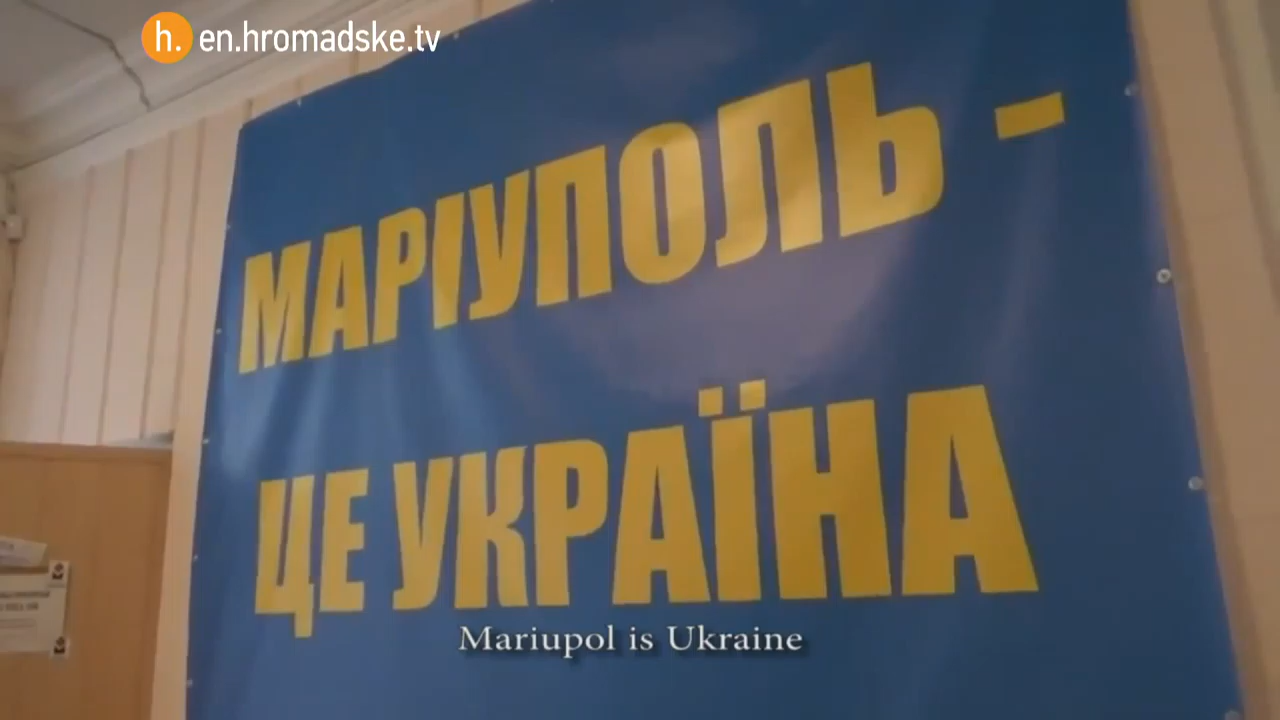 h. en.hromadske.tv
МАРІУПОЛЬ -
ЦЕ УКРАЇНА
Mariupol is Ukraine